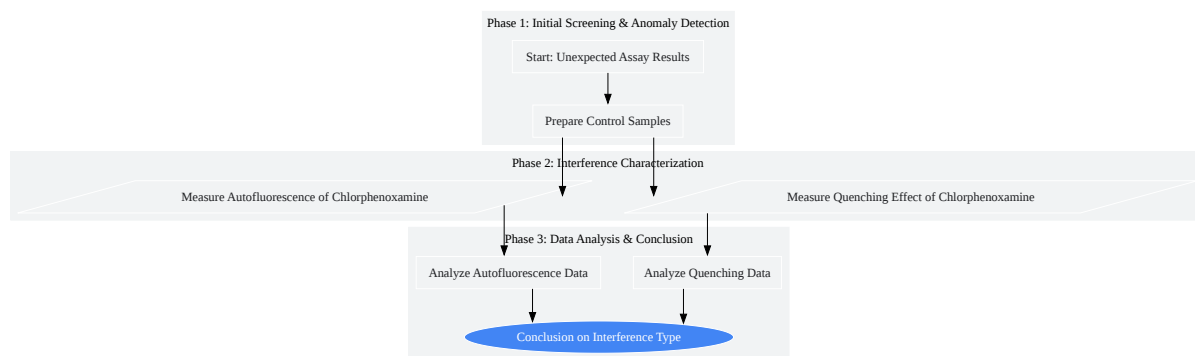 Phase 1: Initial Screening & Anomaly Detection
Start: Unexpected Assay Results
Prepare Control Samples
Phase 2: Interference Characterization
Measure Autofluorescence of Chlorphenoxamine
Measure Quenching Effect of Chlorphenoxamine
Phase 3: Data Analysis & Conclusion
Analyze Autofluorescence Data
Analyze Quenching Data
Conclusion on Interference Type